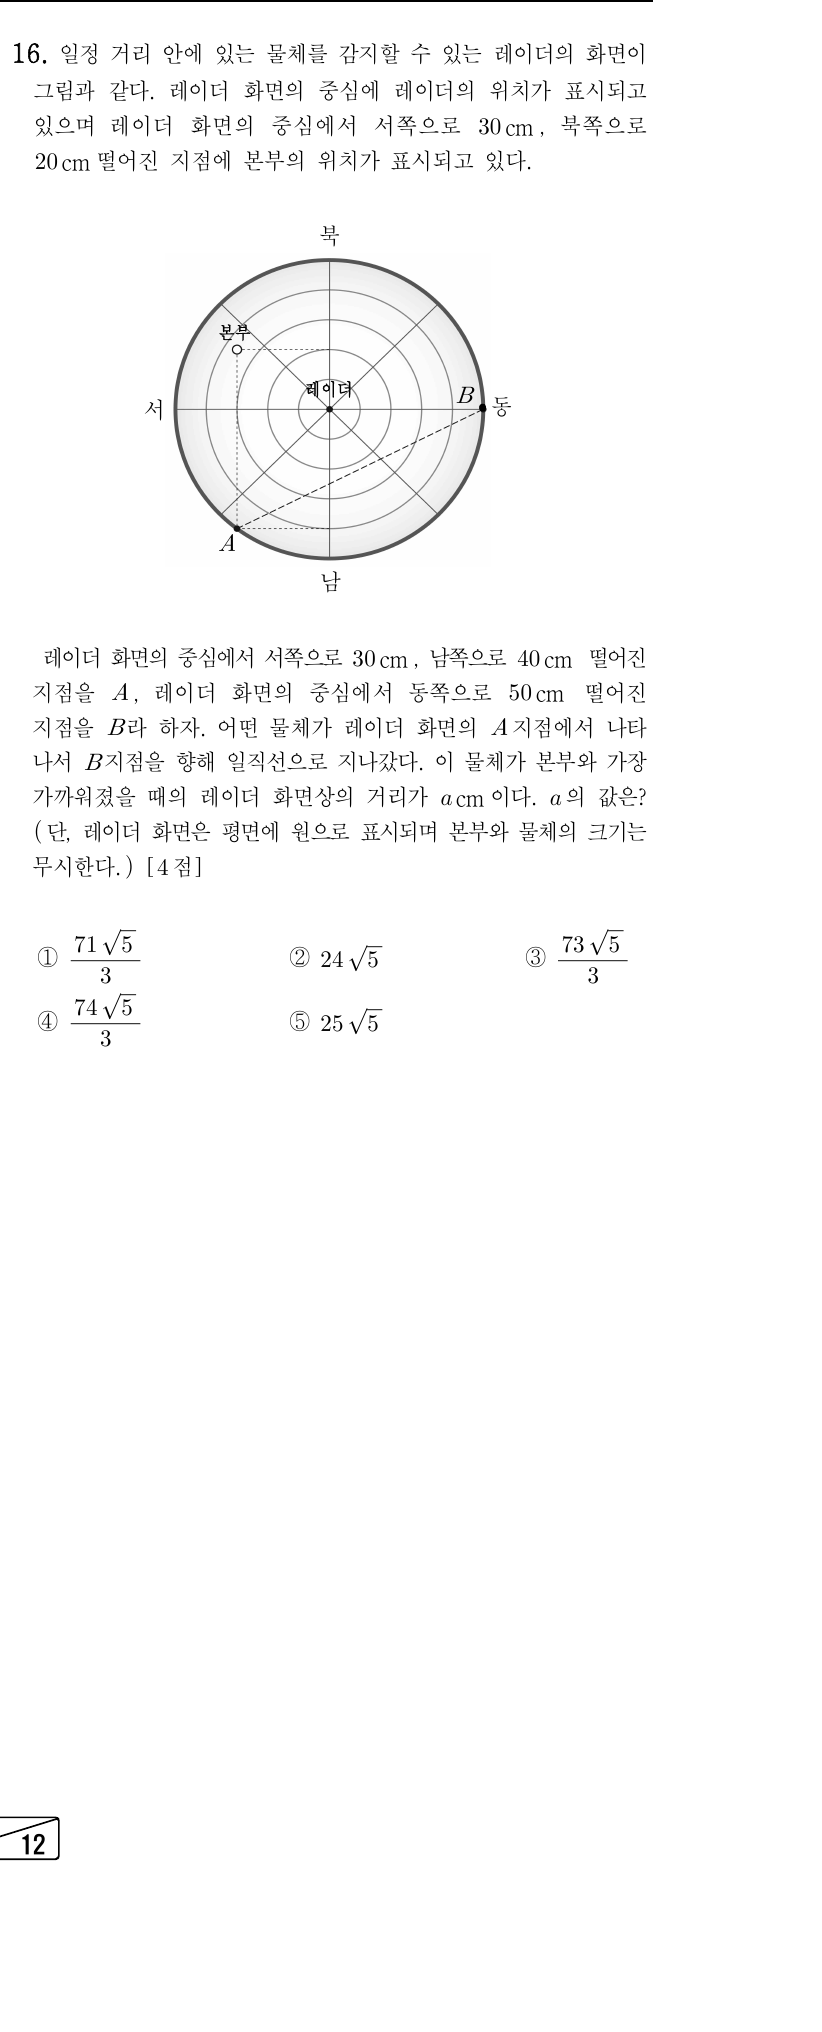 16. 일정 거리 안에 있는 물체를 감지할 수 있는 레이더의 화면이
그림과 같다. 레이더 화면의 중심에 레이더의 위치가 표시되고
있으며 레이더 화면의 중심에서 서쪽으로 30 cm, 북쪽으로
20 cm 떨어진 지점에 본부의 위치가 표시되고 있다.
북
본부
레이더
서
B
동
A
남
레이더 화면의 중심에서 서쪽으로 30 cm, 남쪽으로 40 cm 떨어진
지점을 A, 레이더 화면의 중심에서 동쪽으로 50 cm 떨어진
지점을 B라 하자. 어떤 물체가 레이더 화면의 A지점에서 나타
나서 B지점을 향해 일직선으로 지나갔다. 이 물체가 본부와 가장
가까워졌을 때의 레이더 화면상의 거리가 a cm 이다. a의 값은?
(단, 레이더 화면은 평면에 원으로 표시되며 본부와 물체의 크기는
무시한다.) [4점]
① 71√5/3 ② 24√5 ③ 73√5/3
④ 74√5/3 ⑤ 25√5
12